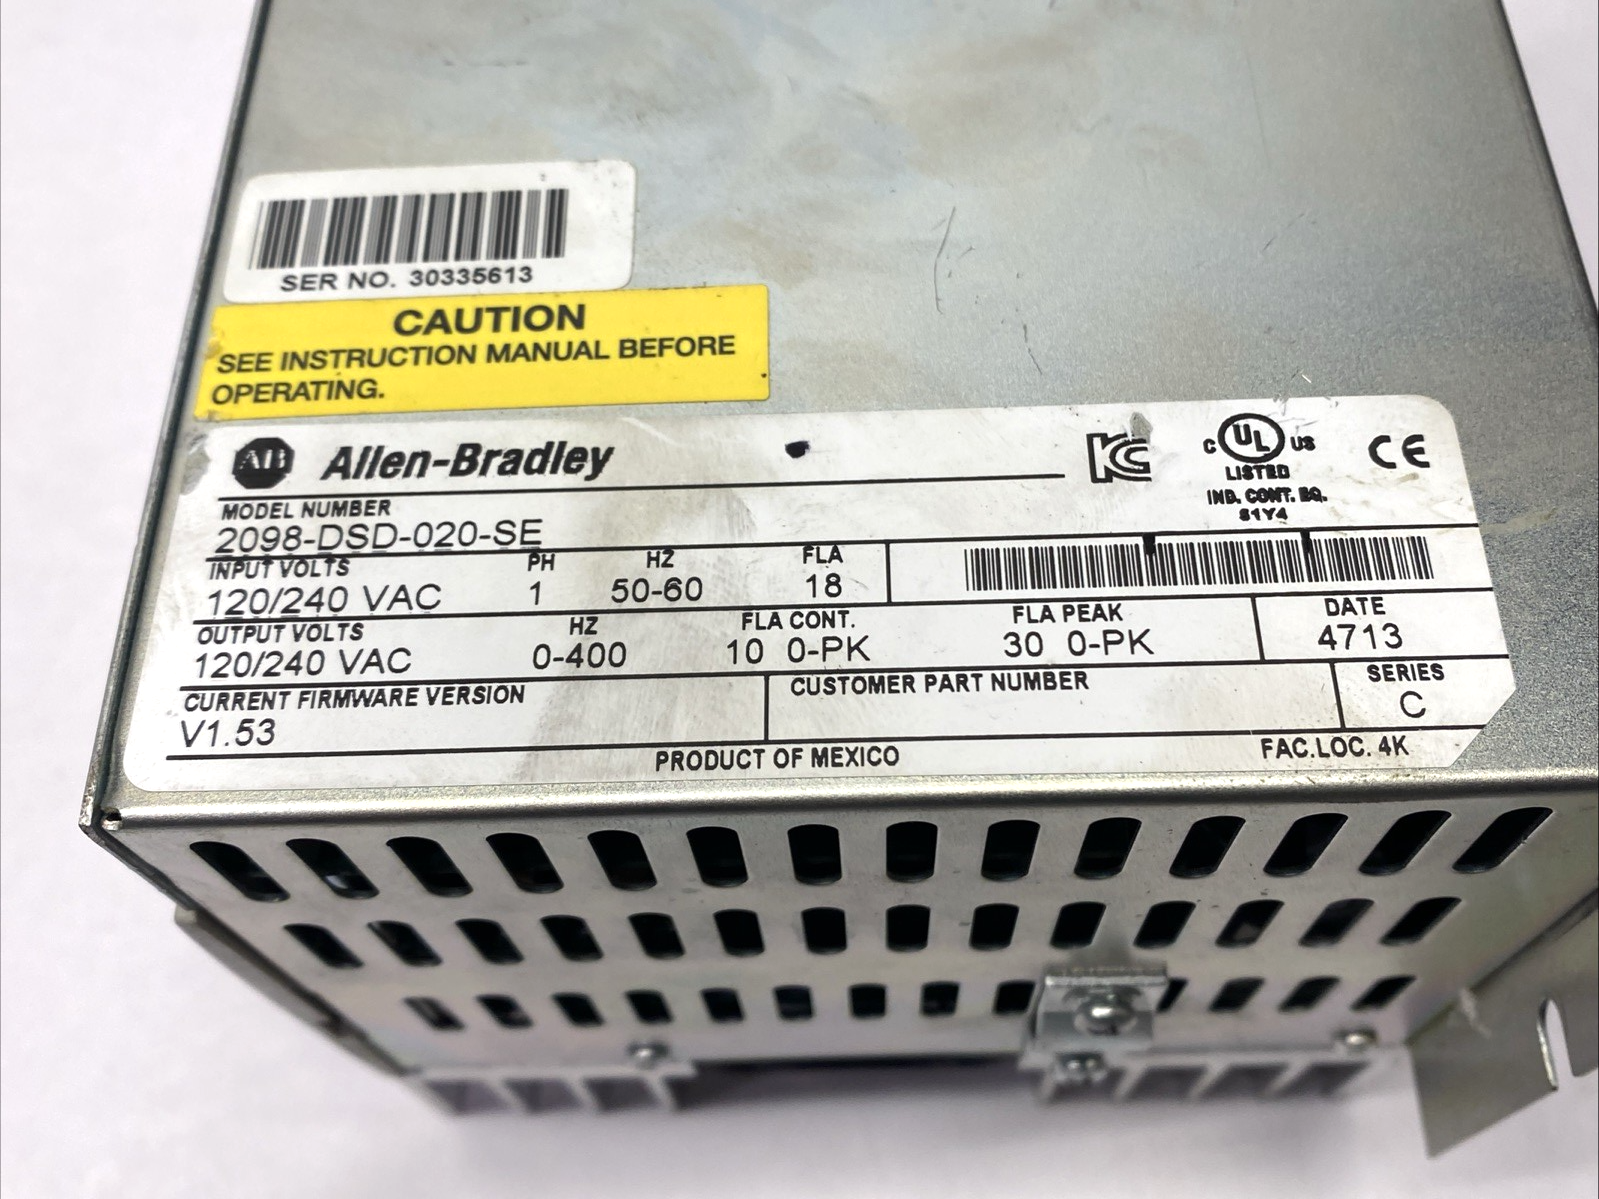 SER NO. 30335613
CAUTION
SEE INSTRUCTION MANUAL BEFORE
OPERATING.
AB Allen-Bradley
KC C UL US CE
LISTED
IND. CONT. EQ.
81Y4
MODEL NUMBER
2098-DSD-020-SE
INPUT VOLTS PH HZ FLA
120/240 VAC 1 50-60 18
OUTPUT VOLTS HZ FLA CONT. FLA PEAK DATE
120/240 VAC 0-400 10 0-PK 30 0-PK 4713
CURRENT FIRMWARE VERSION CUSTOMER PART NUMBER SERIES
V1.53 C
PRODUCT OF MEXICO FAC.LOC. 4K